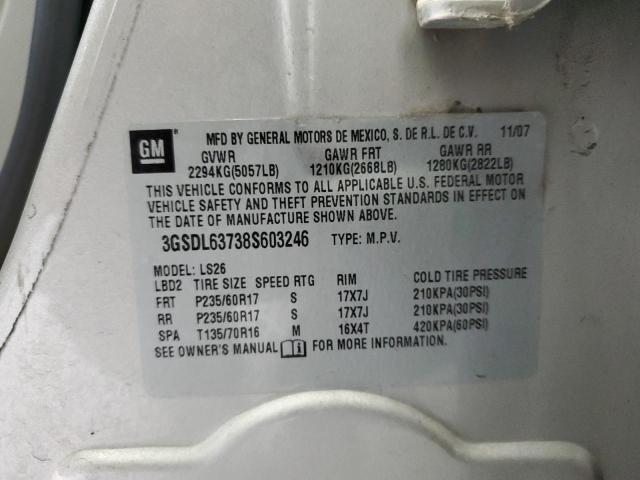 GM
MFD BY GENERAL MOTORS DE MEXICO, S. DE R.L. DE C.V. 11/07
GVWR GAWR FRT GAWR RR
2294KG(5057LB) 1210KG(2668LB) 1280KG(2822LB)
THIS VEHICLE CONFORMS TO ALL APPLICABLE U.S. FEDERAL MOTOR
VEHICLE SAFETY AND THEFT PREVENTION STANDARDS IN EFFECT ON
THE DATE OF MANUFACTURE SHOWN ABOVE.
3GSDL63738S603246 TYPE: M.P.V.
MODEL: LS26
LBD2 TIRE SIZE SPEED RTG RIM COLD TIRE PRESSURE
FRT P235/60R17 S 17X7J 210KPA(30PSI)
RR P235/60R17 S 17X7J 210KPA(30PSI)
SPA T135/70R16 M 16X4T 420KPA(60PSI)
SEE OWNER'S MANUAL i FOR MORE INFORMATION.